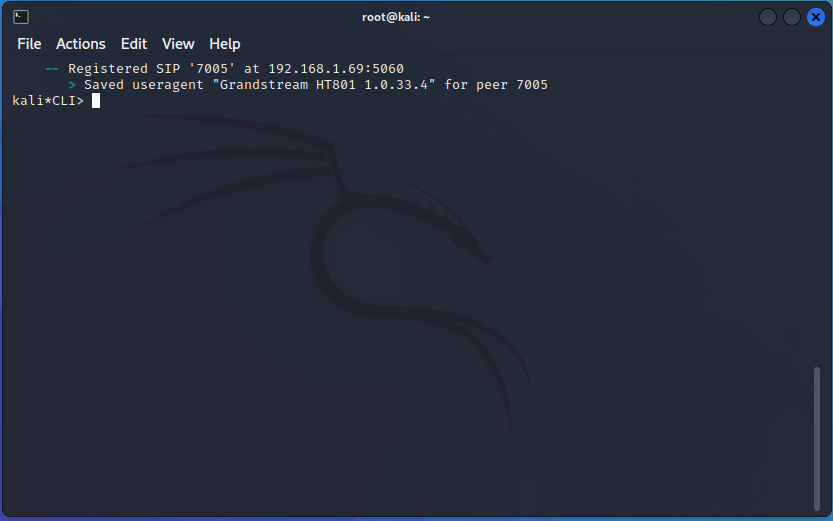 root@kali: ~
File Actions Edit View Help
-- Registered SIP '7005' at 192.168.1.69:5060
> Saved useragent "Grandstream HT801 1.0.33.4" for peer 7005
kali*CLI>